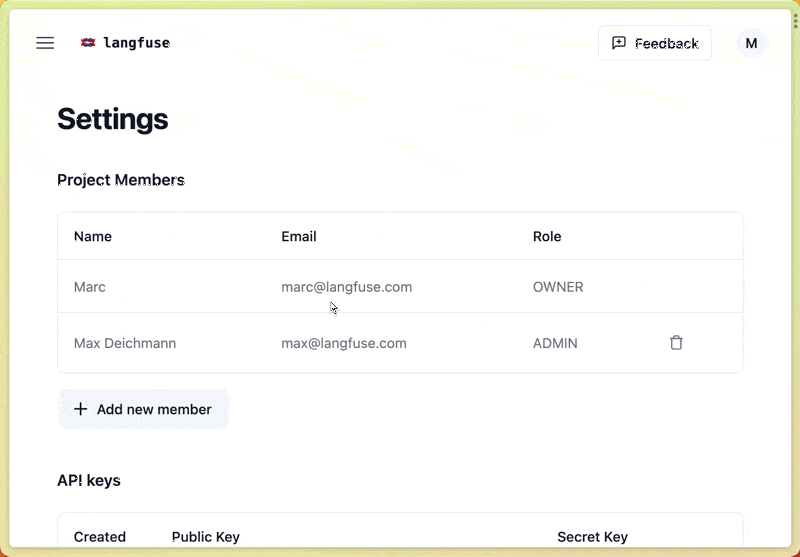 langfuse Feedback M
Settings
Project Members
Name Email Role
Marc marc@langfuse.com OWNER
Max Deichmann max@langfuse.com ADMIN
Add new member
API keys
Created Public Key Secret Key